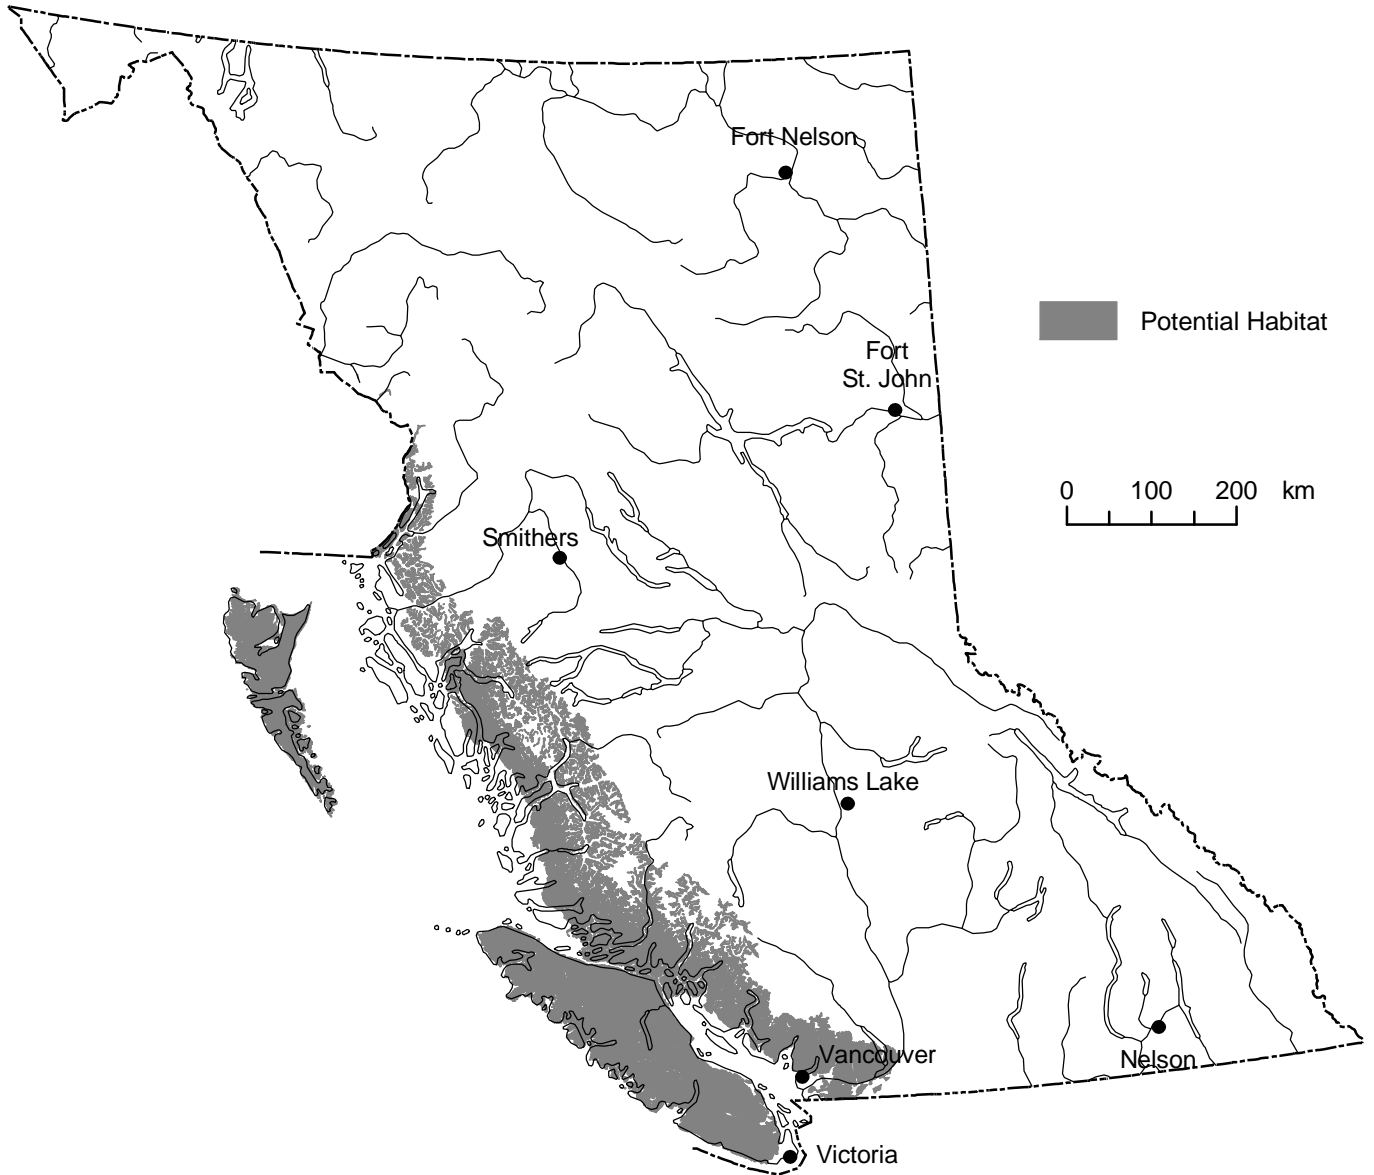 Fort Nelson
Potential Habitat
Fort
St. John
0 100 200 km
Smithers
Williams Lake
Vancouver
Nelson
Victoria